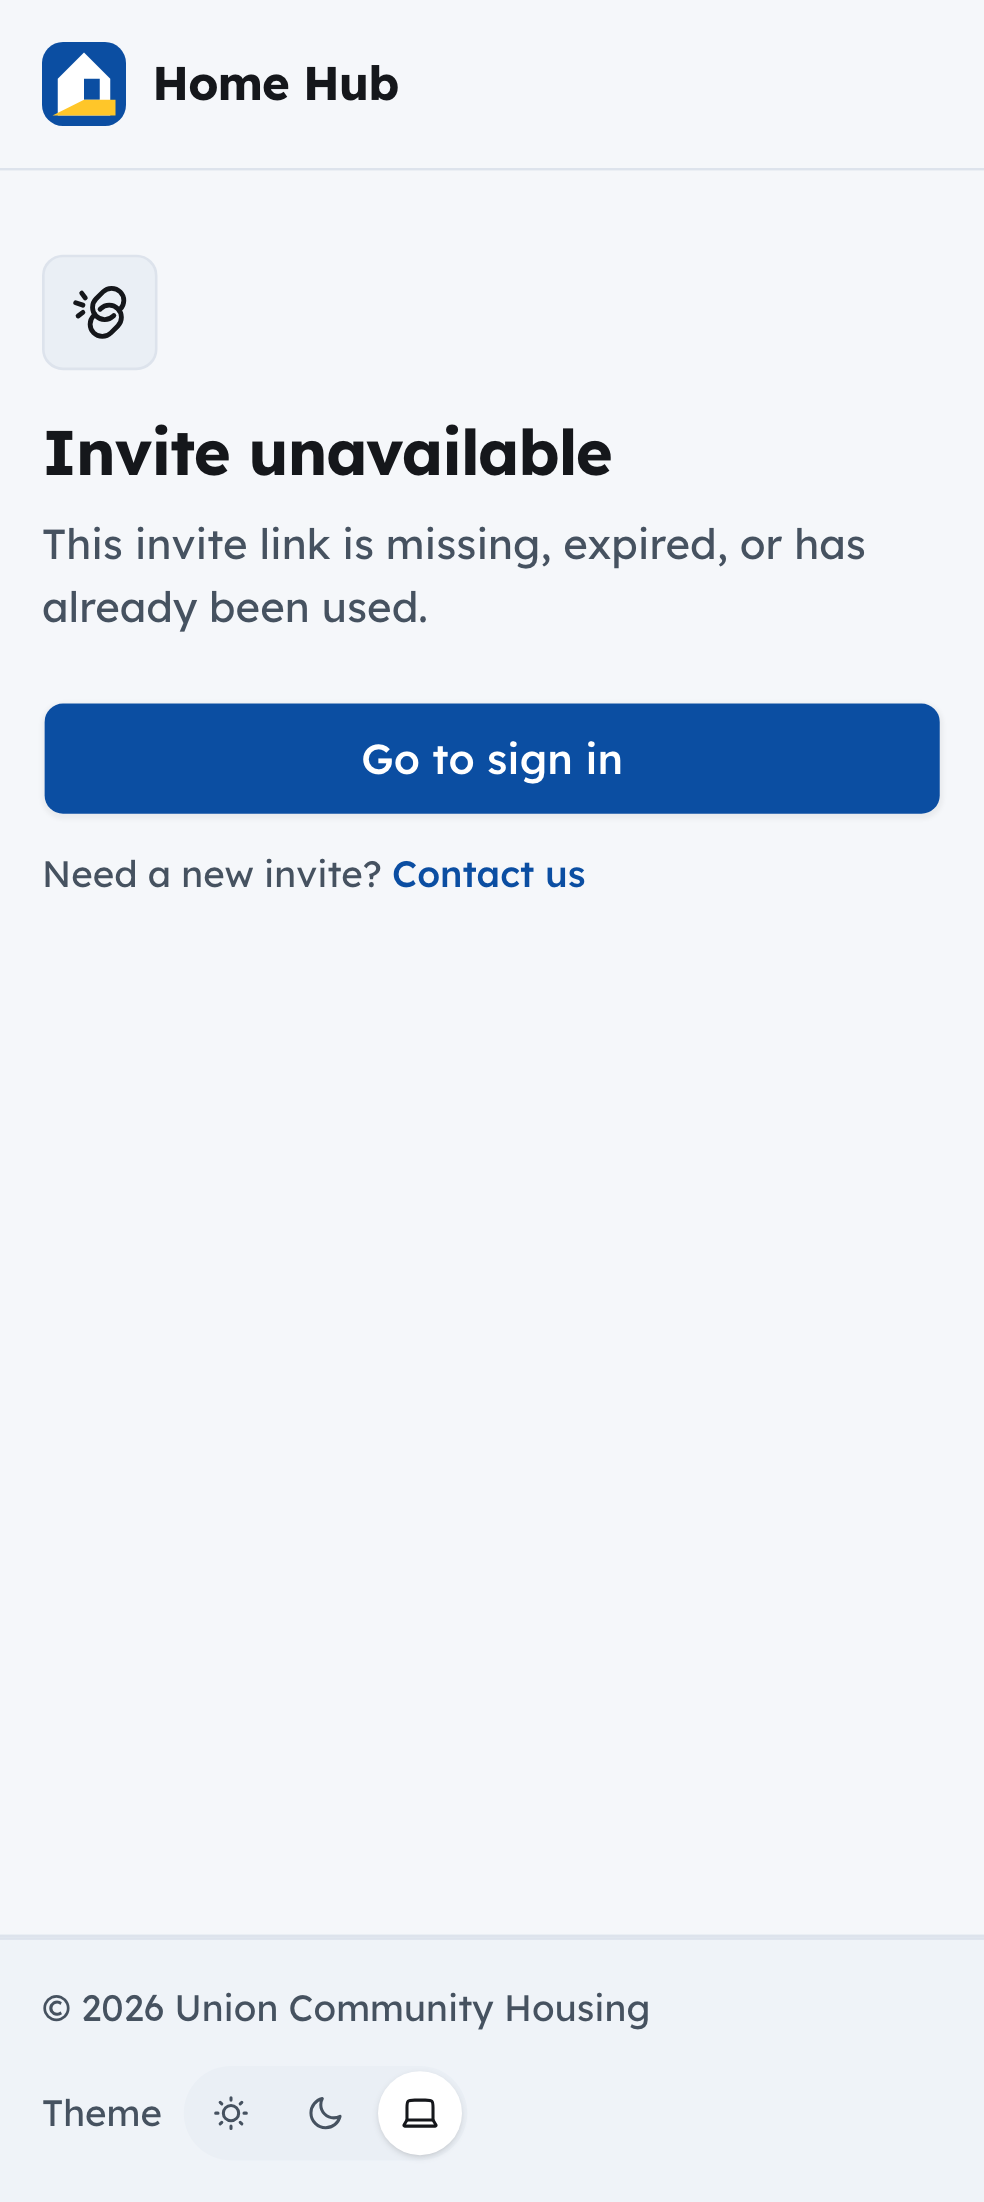 Home Hub
Invite unavailable
This invite link is missing, expired, or has
already been used.
Go to sign in
Need a new invite? Contact us
© 2026 Union Community Housing
Theme